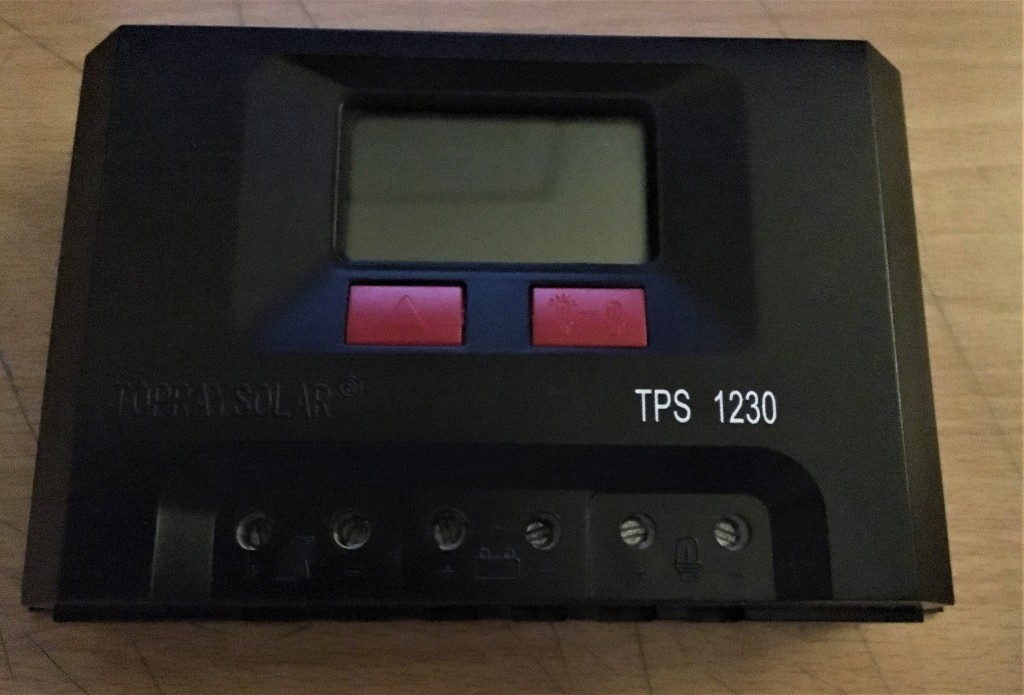 TOPRAYSOLAR®
TPS 1230
+ - + - + -